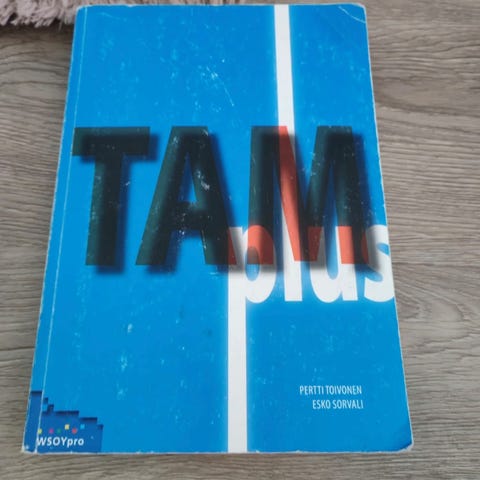 TAM
plus
PERTTI TOIVONEN
ESKO SORVALI
WSOYpro